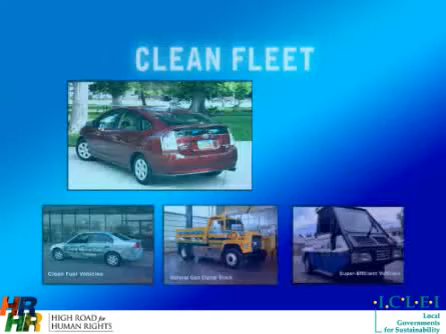 CLEAN FLEET
Clean Fuel Vehicles
Natural Gas Dump Truck
Super-Efficient Vehicles
HR
HR
HIGH ROAD for
HUMAN RIGHTS
I.C.L.E.I
Local
Governments
for Sustainability